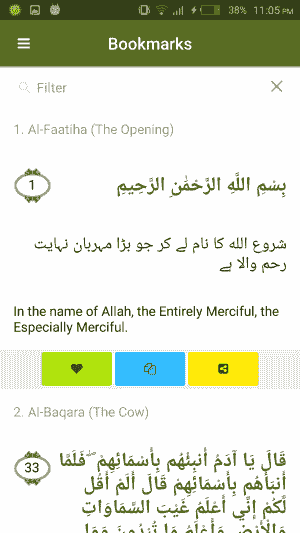 38% 11:05 PM
Bookmarks
Filter
1. Al-Faatiha (The Opening)
1
بِسْمِ اللَّهِ الرَّحْمَٰنِ الرَّحِيمِ
شروع الله کا نام لے کر جو بڑا مہربان نہایت
رحم والا ہے
In the name of Allah, the Entirely Merciful, the
Especially Merciful.
2. Al-Baqara (The Cow)
33
قَالَ يَا آدَمُ أَنبِئْهُم بِأَسْمَائِهِمْ ۖ فَلَمَّا
أَنبَأَهُم بِأَسْمَائِهِمْ قَالَ أَلَمْ أَقُل
لَّكُمْ إِنِّي أَعْلَمُ غَيْبَ السَّمَاوَاتِ
وَالْأَرْضِ وَأَعْلَمُ مَا تُبْدُونَ وَمَا